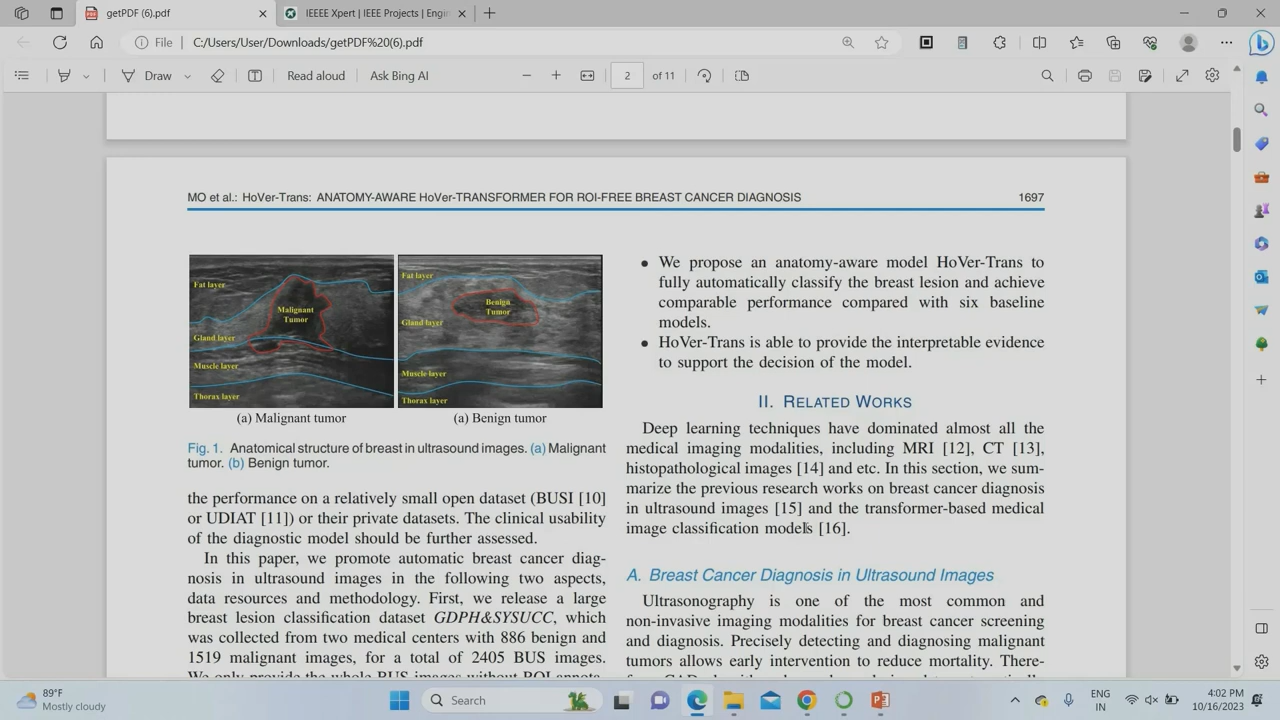 getPDF (6).pdf
IEEEE Xpert | IEEE Projects | Engin
File
C:/Users/User/Downloads/getPDF%20(6).pdf
Draw
Read aloud
Ask Bing AI
2
of 11
MO et al.: HoVer-Trans: ANATOMY-AWARE HoVer-TRANSFORMER FOR ROI-FREE BREAST CANCER DIAGNOSIS
1697
Fat layer
Malignant
Tumor
Gland layer
Muscle layer
Thorax layer
Fat layer
Benign
Tumor
Gland layer
Muscle layer
Thorax layer
(a) Malignant tumor
(a) Benign tumor
Fig. 1. Anatomical structure of breast in ultrasound images. (a) Malignant
tumor. (b) Benign tumor.
the performance on a relatively small open dataset (BUSI [10]
or UDIAT [11]) or their private datasets. The clinical usability
of the diagnostic model should be further assessed.
In this paper, we promote automatic breast cancer diag-
nosis in ultrasound images in the following two aspects,
data resources and methodology. First, we release a large
breast lesion classification dataset GDPH&SYSUCC, which
was collected from two medical centers with 886 benign and
1519 malignant images, for a total of 2405 BUS images.
We only provide the whole BUS images without ROI annota-
• We propose an anatomy-aware model HoVer-Trans to
fully automatically classify the breast lesion and achieve
comparable performance compared with six baseline
models.
• HoVer-Trans is able to provide the interpretable evidence
to support the decision of the model.
II. RELATED WORKS
Deep learning techniques have dominated almost all the
medical imaging modalities, including MRI [12], CT [13],
histopathological images [14] and etc. In this section, we sum-
marize the previous research works on breast cancer diagnosis
in ultrasound images [15] and the transformer-based medical
image classification models [16].
A. Breast Cancer Diagnosis in Ultrasound Images
Ultrasonography is one of the most common and
non-invasive imaging modalities for breast cancer screening
and diagnosis. Precisely detecting and diagnosing malignant
tumors allows early intervention to reduce mortality. There-
89°F
Mostly cloudy
Search
ENG
IN
4:02 PM
10/16/2023